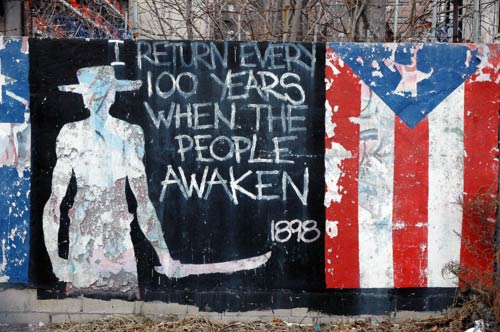 I RETURN EVERY
100 YEARS
WHEN THE
PEOPLE
AWAKEN
1898